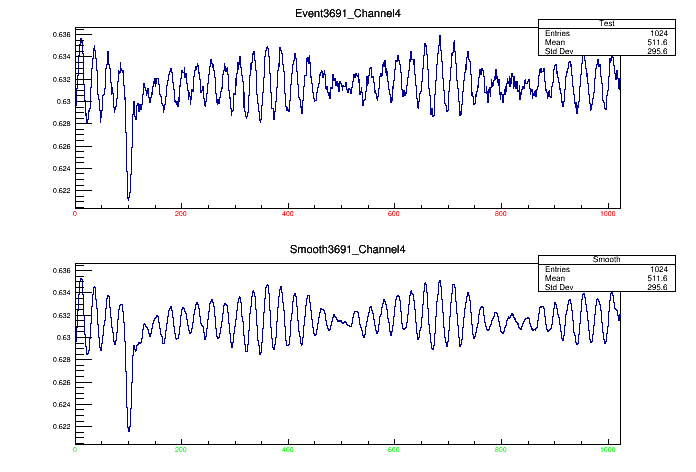 Event3691_Channel4
Test
Entries 1024
Mean 511.6
Std Dev 295.6
0.636
0.634
0.632
0.63
0.628
0.626
0.624
0.622
0 200 400 600 800 1000
Smooth3691_Channel4
Smooth
Entries 1024
Mean 511.6
Std Dev 295.6
0.636
0.634
0.632
0.63
0.628
0.626
0.624
0.622
0 200 400 600 800 1000